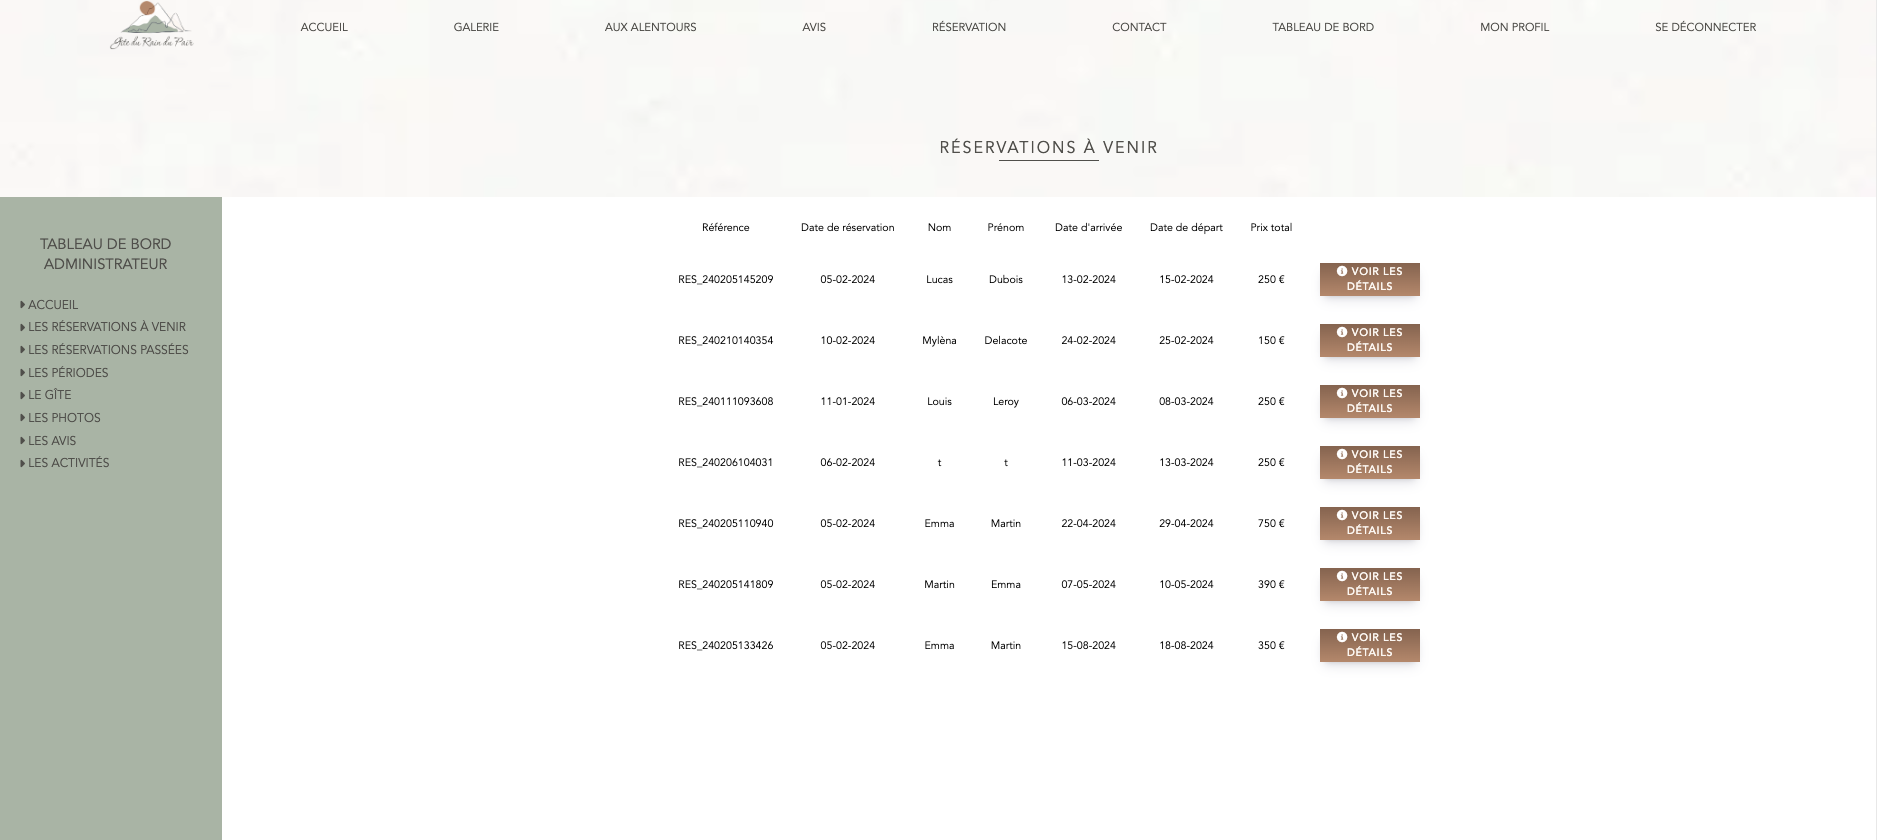 Gîte du Rain du Pair
ACCUEIL GALERIE AUX ALENTOURS AVIS RÉSERVATION CONTACT TABLEAU DE BORD MON PROFIL SE DÉCONNECTER
RÉSERVATIONS À VENIR
TABLEAU DE BORD
ADMINISTRATEUR
ACCUEIL
LES RÉSERVATIONS À VENIR
LES RÉSERVATIONS PASSÉES
LES PÉRIODES
LE GÎTE
LES PHOTOS
LES AVIS
LES ACTIVITÉS
Référence Date de réservation Nom Prénom Date d'arrivée Date de départ Prix total
RES_240205145209 05-02-2024 Lucas Dubois 13-02-2024 15-02-2024 250 € VOIR LES
DÉTAILS
RES_240210140354 10-02-2024 Mylèna Delacote 24-02-2024 25-02-2024 150 € VOIR LES
DÉTAILS
RES_240111093608 11-01-2024 Louis Leroy 06-03-2024 08-03-2024 250 € VOIR LES
DÉTAILS
RES_240206104031 06-02-2024 t t 11-03-2024 13-03-2024 250 € VOIR LES
DÉTAILS
RES_240205110940 05-02-2024 Emma Martin 22-04-2024 29-04-2024 750 € VOIR LES
DÉTAILS
RES_240205141809 05-02-2024 Martin Emma 07-05-2024 10-05-2024 390 € VOIR LES
DÉTAILS
RES_240205133426 05-02-2024 Emma Martin 15-08-2024 18-08-2024 350 € VOIR LES
DÉTAILS